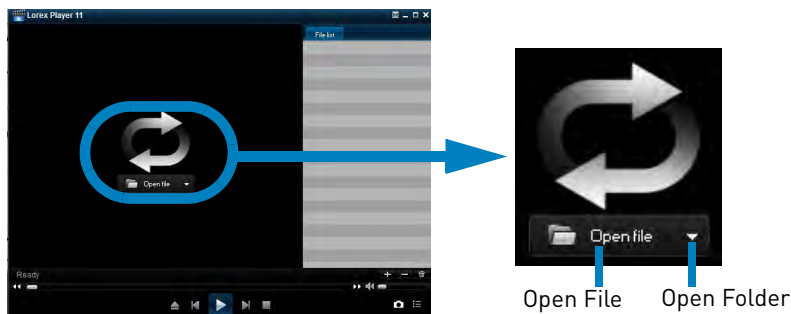 Lorex Player 11
File list
Open file
Ready
Open file
Open File
Open Folder